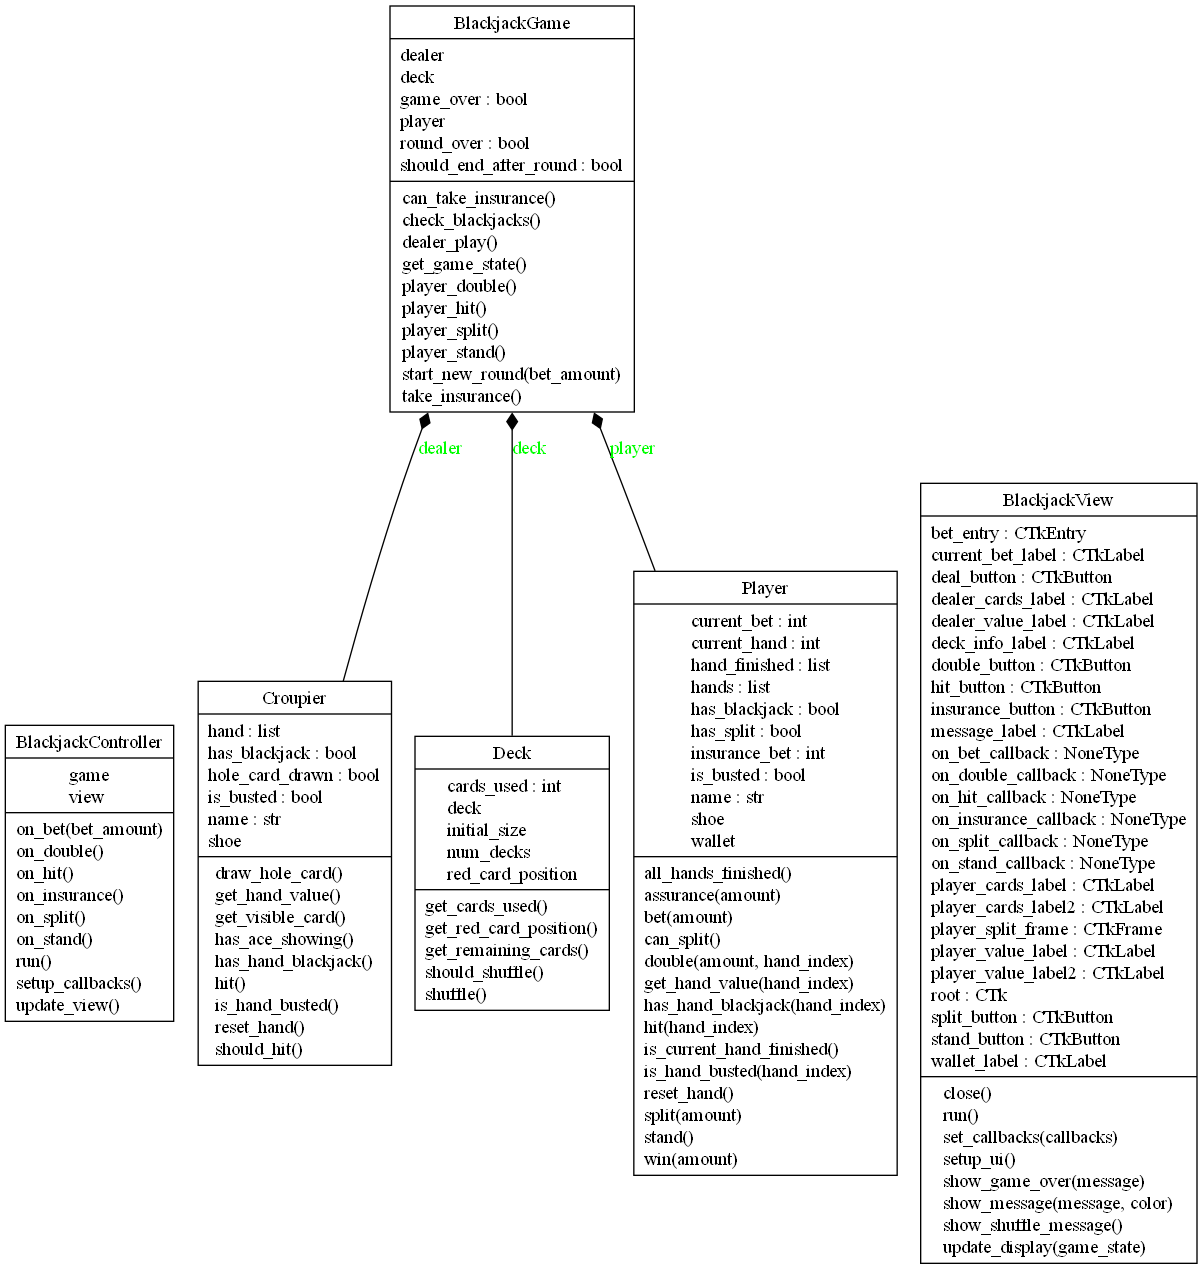 BlackjackGame
dealer
deck
game_over : bool
player
round_over : bool
should_end_after_round : bool
can_take_insurance()
check_blackjacks()
dealer_play()
get_game_state()
player_double()
player_hit()
player_split()
player_stand()
start_new_round(bet_amount)
take_insurance()
dealer
deck
player
BlackjackController
game
view
on_bet(bet_amount)
on_double()
on_hit()
on_insurance()
on_split()
on_stand()
run()
setup_callbacks()
update_view()
Croupier
hand : list
has_blackjack : bool
hole_card_drawn : bool
is_busted : bool
name : str
shoe
draw_hole_card()
get_hand_value()
get_visible_card()
has_ace_showing()
has_hand_blackjack()
hit()
is_hand_busted()
reset_hand()
should_hit()
Deck
cards_used : int
deck
initial_size
num_decks
red_card_position
get_cards_used()
get_red_card_position()
get_remaining_cards()
should_shuffle()
shuffle()
Player
current_bet : int
current_hand : int
hand_finished : list
hands : list
has_blackjack : bool
has_split : bool
insurance_bet : int
is_busted : bool
name : str
shoe
wallet
all_hands_finished()
assurance(amount)
bet(amount)
can_split()
double(amount, hand_index)
get_hand_value(hand_index)
has_hand_blackjack(hand_index)
hit(hand_index)
is_current_hand_finished()
is_hand_busted(hand_index)
reset_hand()
split(amount)
stand()
win(amount)
BlackjackView
bet_entry : CTkEntry
current_bet_label : CTkLabel
deal_button : CTkButton
dealer_cards_label : CTkLabel
dealer_value_label : CTkLabel
deck_info_label : CTkLabel
double_button : CTkButton
hit_button : CTkButton
insurance_button : CTkButton
message_label : CTkLabel
on_bet_callback : NoneType
on_double_callback : NoneType
on_hit_callback : NoneType
on_insurance_callback : NoneType
on_split_callback : NoneType
on_stand_callback : NoneType
player_cards_label : CTkLabel
player_cards_label2 : CTkLabel
player_split_frame : CTkFrame
player_value_label : CTkLabel
player_value_label2 : CTkLabel
root : CTk
split_button : CTkButton
stand_button : CTkButton
wallet_label : CTkLabel
close()
run()
set_callbacks(callbacks)
setup_ui()
show_game_over(message)
show_message(message, color)
show_shuffle_message()
update_display(game_state)